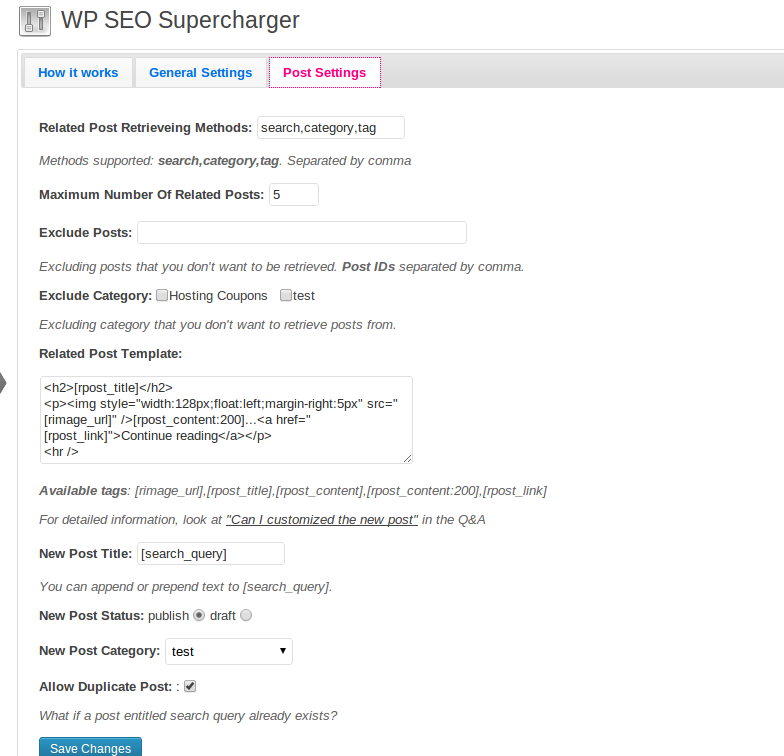 WP SEO Supercharger
How it works General Settings Post Settings
Related Post Retrieveing Methods: search,category,tag
Methods supported: search,category,tag. Separated by comma
Maximum Number Of Related Posts: 5
Exclude Posts:
Excluding posts that you don't want to be retrieved. Post IDs separated by comma.
Exclude Category: Hosting Coupons test
Excluding category that you don't want to retrieve posts from.
Related Post Template:
<h2>[rpost_title]</h2>
<p><img style="width:128px;float:left;margin-right:5px" src="
[rimage_url]" />[rpost_content:200]...<a href="
[rpost_link]">Continue reading</a></p>
<hr />
Available tags: [rimage_url],[rpost_title],[rpost_content],[rpost_content:200],[rpost_link]
For detailed information, look at "Can I customized the new post" in the Q&A
New Post Title: [search_query]
You can append or prepend text to [search_query].
New Post Status: publish draft
New Post Category: test
Allow Duplicate Post: :
What if a post entitled search query already exists?
Save Changes